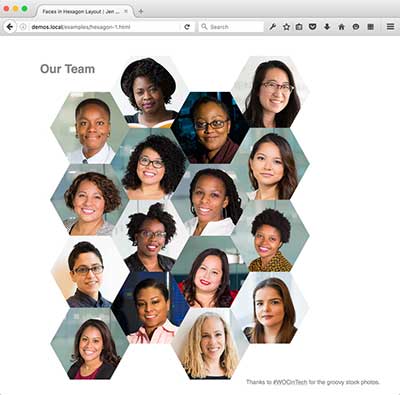 Faces in Hexagon Layout | Jen ...
demos.local/examples/hexagon-1.html
Our Team
Thanks to #WOCinTech for the groovy stock photos.